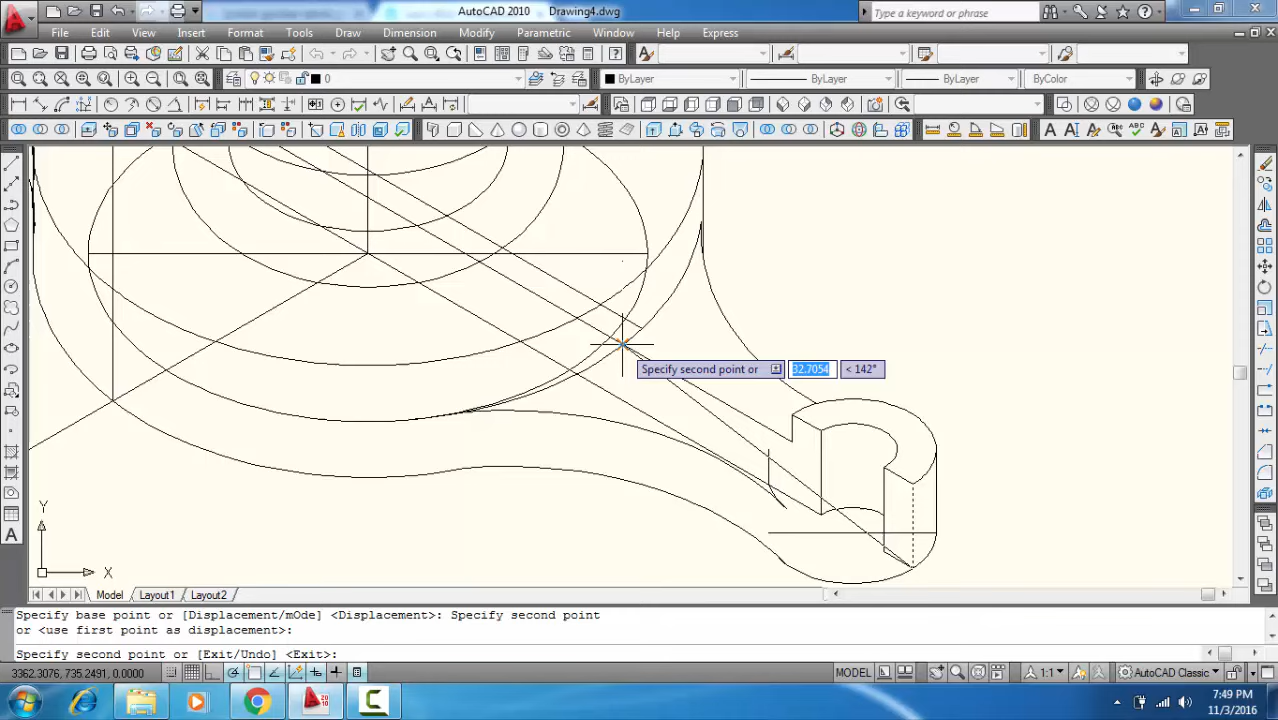 AutoCAD 2010 Drawing4.dwg
Type a keyword or phrase
File Edit View Insert Format Tools Draw Dimension Modify Parametric Window Help Express
0 ByLayer ByLayer ByLayer ByColor
Specify second point or 32.7054 < 142°
Y
X
Model Layout1 Layout2
Specify base point or [Displacement/mOde] <Displacement>: Specify second point
or <use first point as displacement>:
Specify second point or [Exit/Undo] <Exit>:
3362.3076, 735.2491, 0.0000 MODEL 1:1 AutoCAD Classic
7:49 PM
11/3/2016